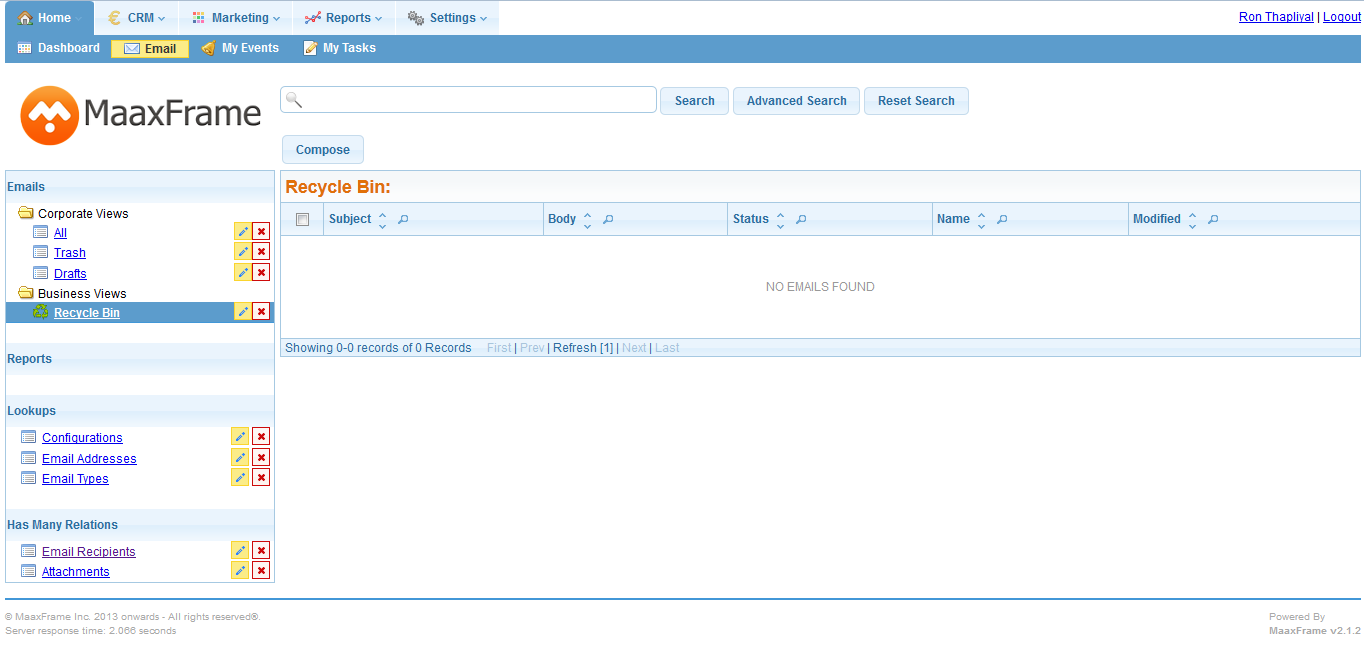 Home CRM Marketing Reports Settings Ron Thaplival | Logout
Dashboard Email My Events My Tasks
MaaxFrame
Search Advanced Search Reset Search
Compose
Emails
Corporate Views
All
Trash
Drafts
Business Views
Recycle Bin
Reports
Lookups
Configurations
Email Addresses
Email Types
Has Many Relations
Email Recipients
Attachments
Recycle Bin:
Subject Body Status Name Modified
NO EMAILS FOUND
Showing 0-0 records of 0 Records First | Prev | Refresh [1] | Next | Last
© MaaxFrame Inc. 2013 onwards - All rights reserved®.
Server response time: 2.066 seconds
Powered By
MaaxFrame v2.1.2